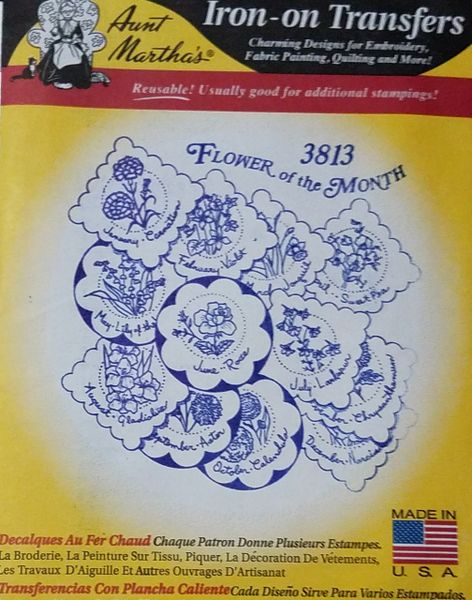 Aunt
Martha's®
Iron-on Transfers
Charming Designs for Embroidery,
Fabric Painting, Quilting and More!
Reusable! Usually good for additional stampings!
3813
FLOWER of the MONTH
January-Carnation
February-Violet
Sweet Pea
May-Lily of the
June-Rose
July-Larkspur
August-Gladiolus
September-Aster
October-Calendula
-Chrysanthemum
December-Narcissus
MADE IN
U. S. A.
Decalques Au Fer Chaud Chaque Patron Donne Plusieurs Estampes.
La Broderie, La Peinture Sur Tissu, Piquer, La Décoration De Vêtements,
Les Travaux D'Aiguille Et Autres Ouvrages D'Artisanat
Transferencias Con Plancha Caliente Cada Diseño Sirve Para Varios Estampados.